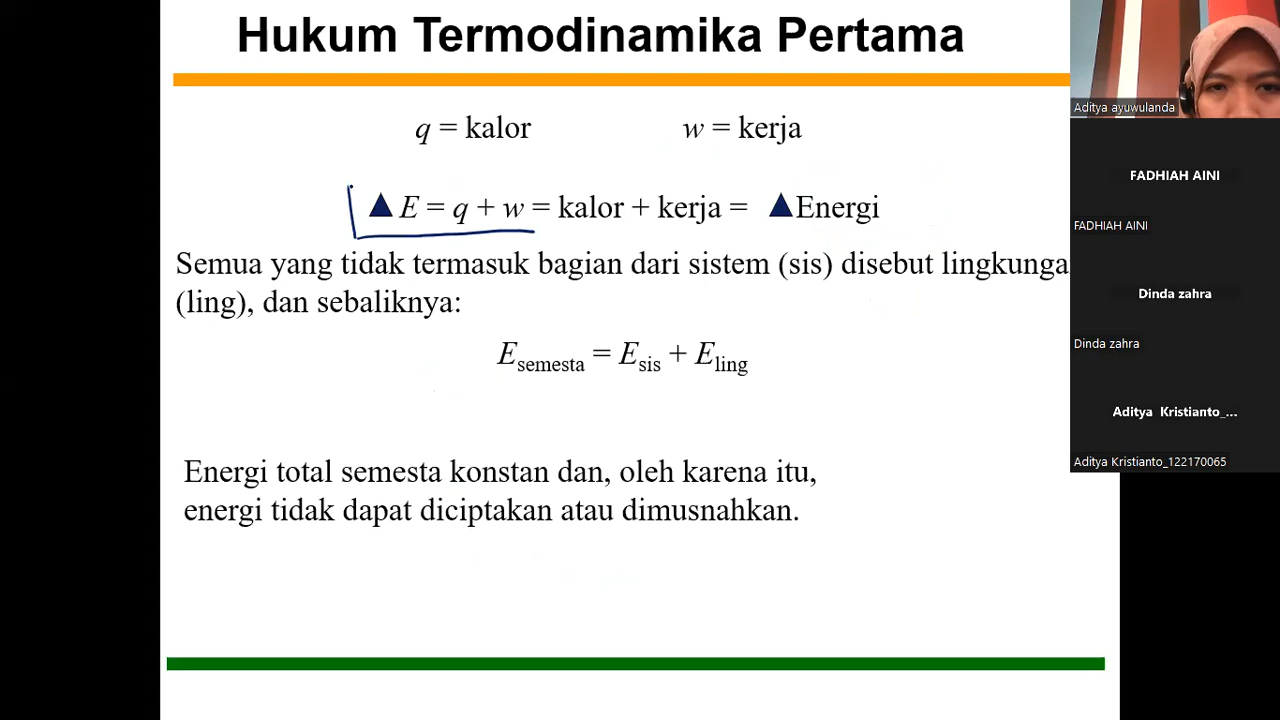 Hukum Termodinamika Pertama
q = kalor w = kerja
▲E = q + w = kalor + kerja = ▲Energi
Semua yang tidak termasuk bagian dari sistem (sis) disebut lingkunga
(ling), dan sebaliknya:
Esemesta = Esis + Eling
Energi total semesta konstan dan, oleh karena itu,
energi tidak dapat diciptakan atau dimusnahkan.
Aditya ayuwulanda
FADHIAH AINI
FADHIAH AINI
Dinda zahra
Dinda zahra
Aditya Kristianto_...
Aditya Kristianto_122170065